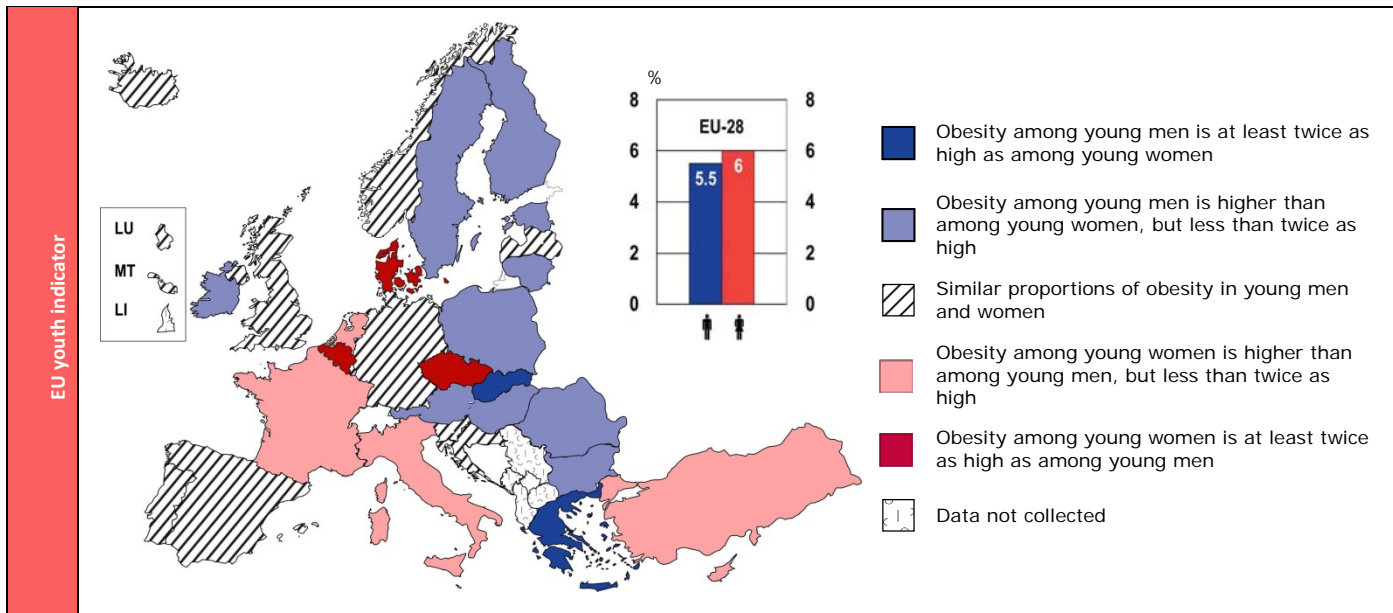 EU youth indicator
LU
MT
LI
%
8
6
4
2
0
EU-28
5.5
6
8
6
4
2
0
Obesity among young men is at least twice as
high as among young women
Obesity among young men is higher than
among young women, but less than twice as
high
Similar proportions of obesity in young men
and women
Obesity among young women is higher than
among young men, but less than twice as
high
Obesity among young women is at least twice
as high as among young men
Data not collected